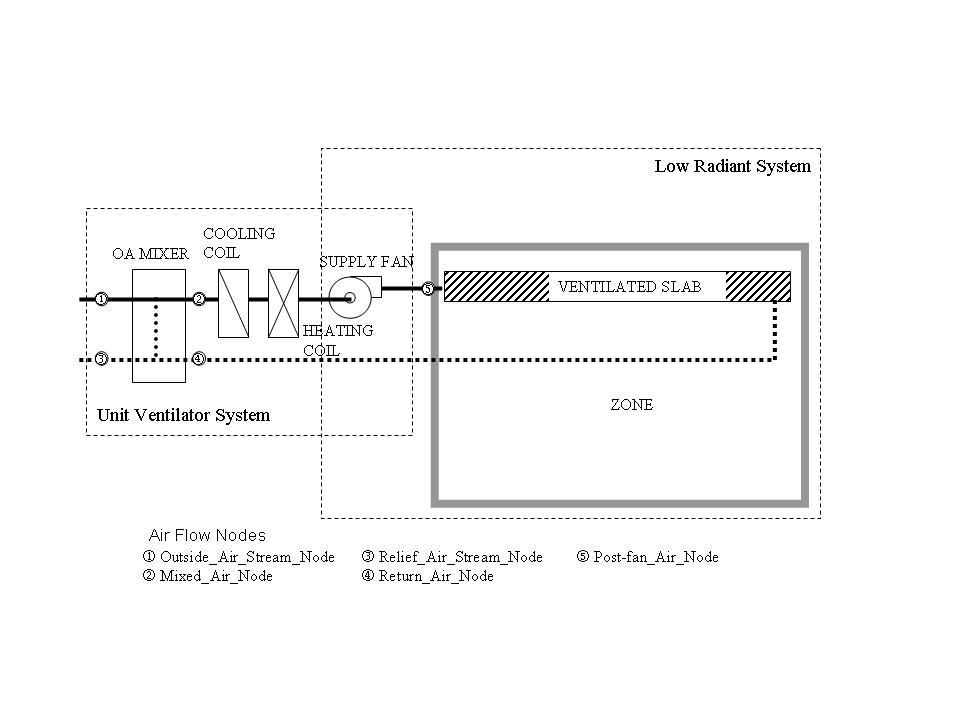 Low Radiant System
COOLING
COIL
OA MIXER
SUPPLY FAN
①
②
⑤
VENTILATED SLAB
HEATING
COIL
③
④
ZONE
Unit Ventilator System
Air Flow Nodes
① Outside_Air_Stream_Node
③ Relief_Air_Stream_Node
⑤ Post-fan_Air_Node
② Mixed_Air_Node
④ Return_Air_Node